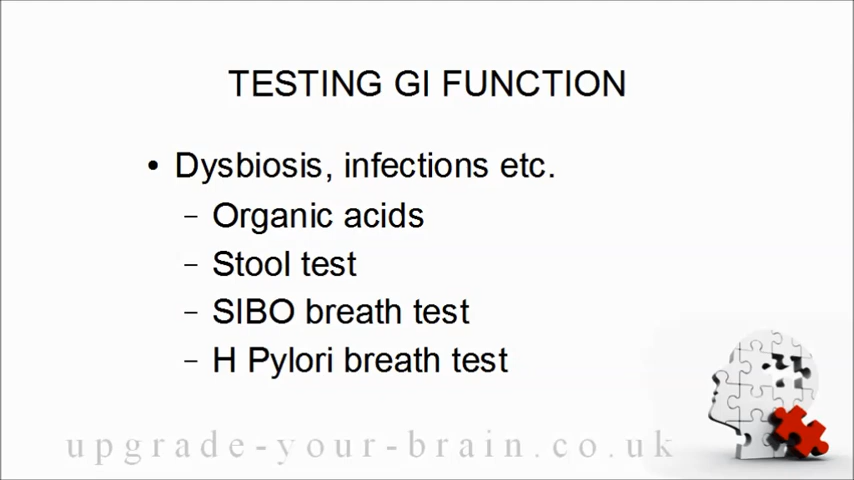 TESTING GI FUNCTION
• Dysbiosis, infections etc.
– Organic acids
– Stool test
– SIBO breath test
– H Pylori breath test
upgrade-your-brain.co.uk